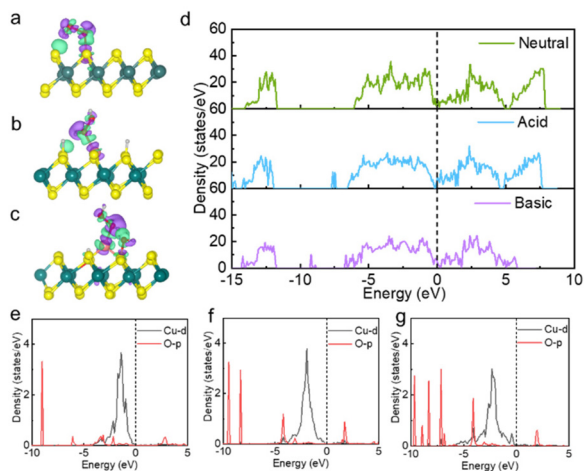 a
b
c
d
60
40
20
60
40
20
60
40
20
0
Neutral
Acid
Basic
Density (states/eV)
-15 -10 -5 0 5 10
Energy (eV)
e
4
2
0
Density (states/eV)
Cu-d
O-p
-10 -5 0 5
Energy (eV)
f
4
2
0
Density (states/eV)
Cu-d
O-p
-10 -5 0 5
Energy (eV)
g
4
2
0
Density (states/eV)
Cu-d
O-p
-10 -5 0 5
Energy (eV)